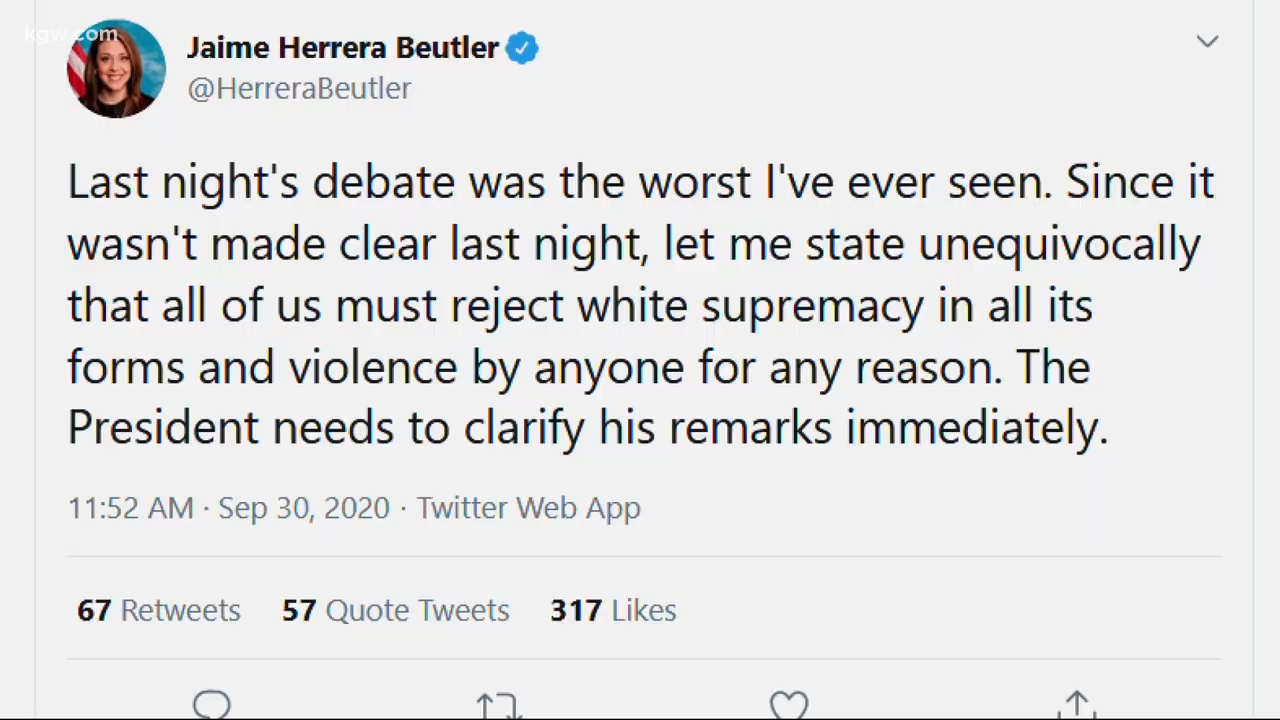 kgw.com
Jaime Herrera Beutler
@HerreraBeutler
Last night's debate was the worst I've ever seen. Since it
wasn't made clear last night, let me state unequivocally
that all of us must reject white supremacy in all its
forms and violence by anyone for any reason. The
President needs to clarify his remarks immediately.
11:52 AM · Sep 30, 2020 · Twitter Web App
67 Retweets 57 Quote Tweets 317 Likes